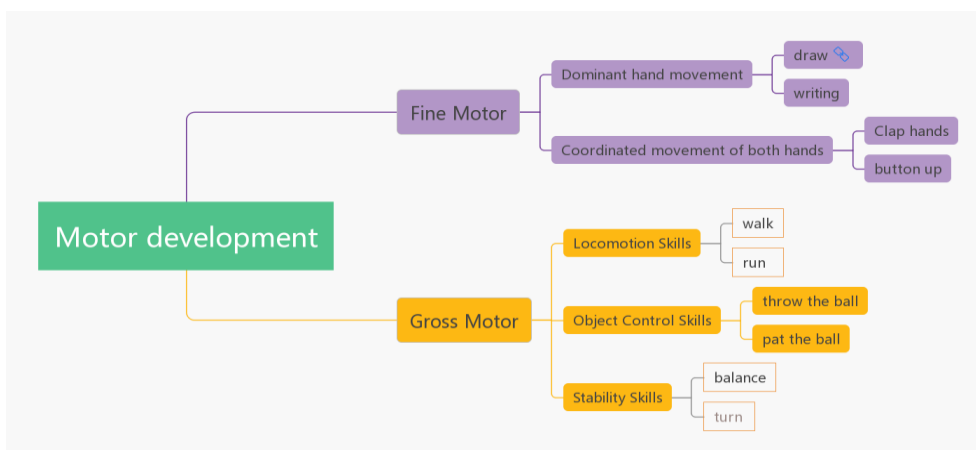 Motor development
Fine Motor
Dominant hand movement
draw
writing
Coordinated movement of both hands
Clap hands
button up
Gross Motor
Locomotion Skills
walk
run
Object Control Skills
throw the ball
pat the ball
Stability Skills
balance
turn